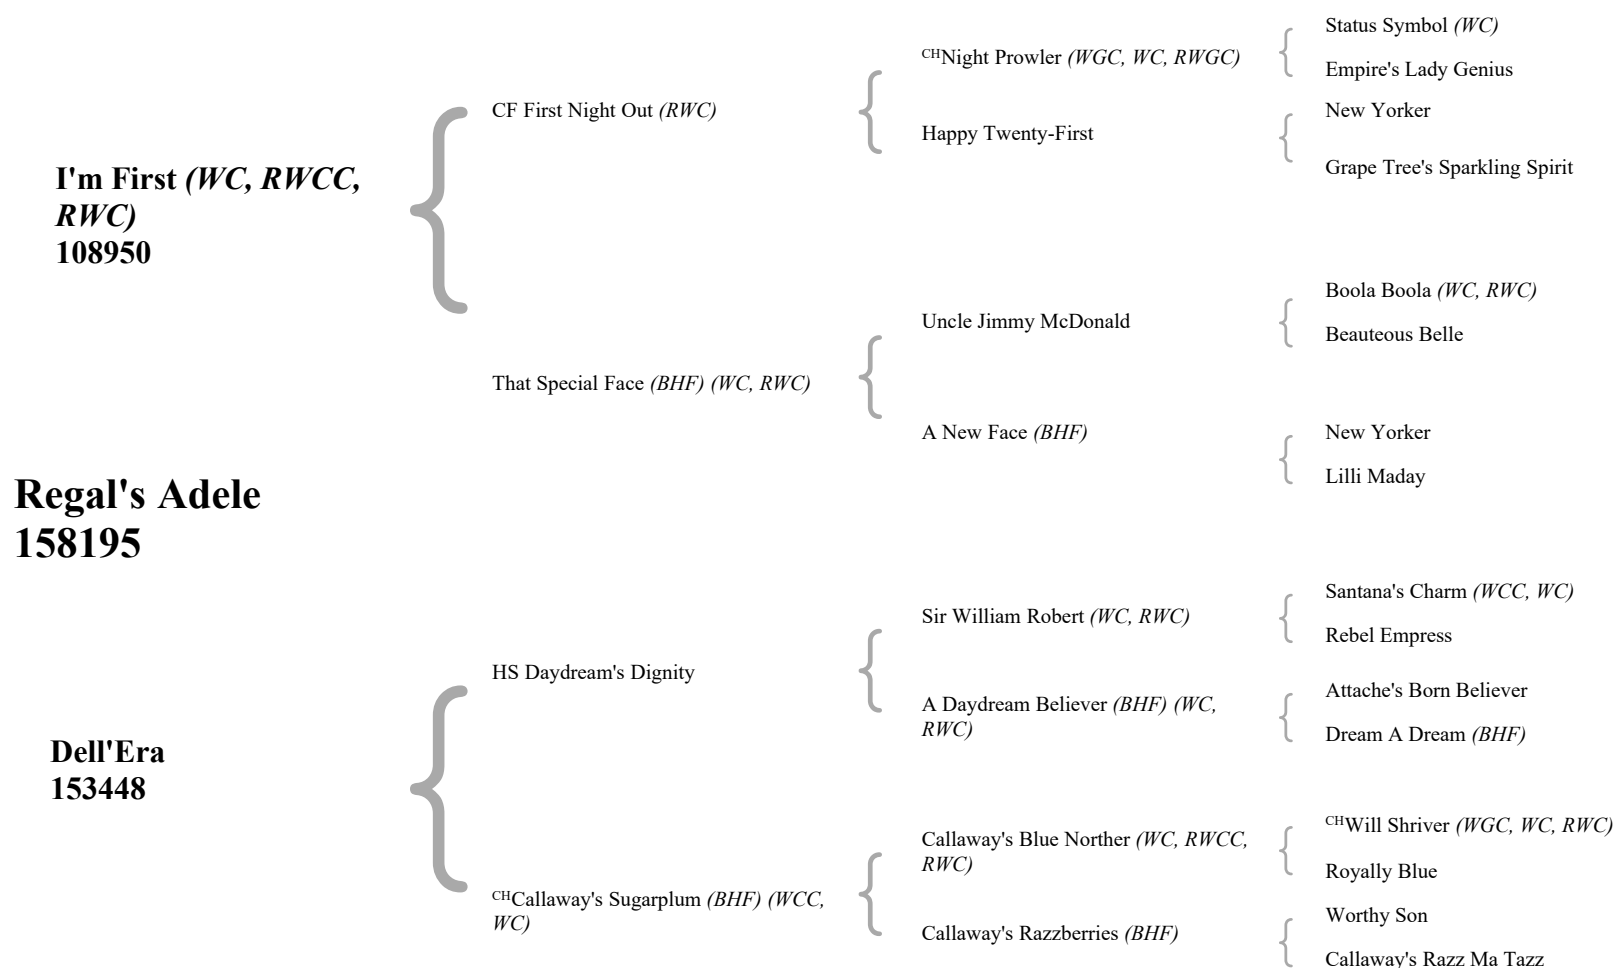 Status Symbol (WC)
CHNight Prowler (WGC, WC, RWGC)
Empire's Lady Genius
CF First Night Out (RWC)
New Yorker
Happy Twenty-First
Grape Tree's Sparkling Spirit
I'm First (WC, RWCC,
RWC)
108950
Boola Boola (WC, RWC)
Uncle Jimmy McDonald
Beauteous Belle
That Special Face (BHF) (WC, RWC)
A New Face (BHF)
New Yorker
Lilli Maday
Regal's Adele
158195
Santana's Charm (WCC, WC)
Sir William Robert (WC, RWC)
Rebel Empress
HS Daydream's Dignity
Attache's Born Believer
A Daydream Believer (BHF) (WC,
RWC)
Dream A Dream (BHF)
Dell'Era
153448
CHWill Shriver (WGC, WC, RWC)
Callaway's Blue Norther (WC, RWCC,
RWC)
Royally Blue
CHCallaway's Sugarplum (BHF) (WCC,
WC)
Worthy Son
Callaway's Razzberries (BHF)
Callaway's Razz Ma Tazz